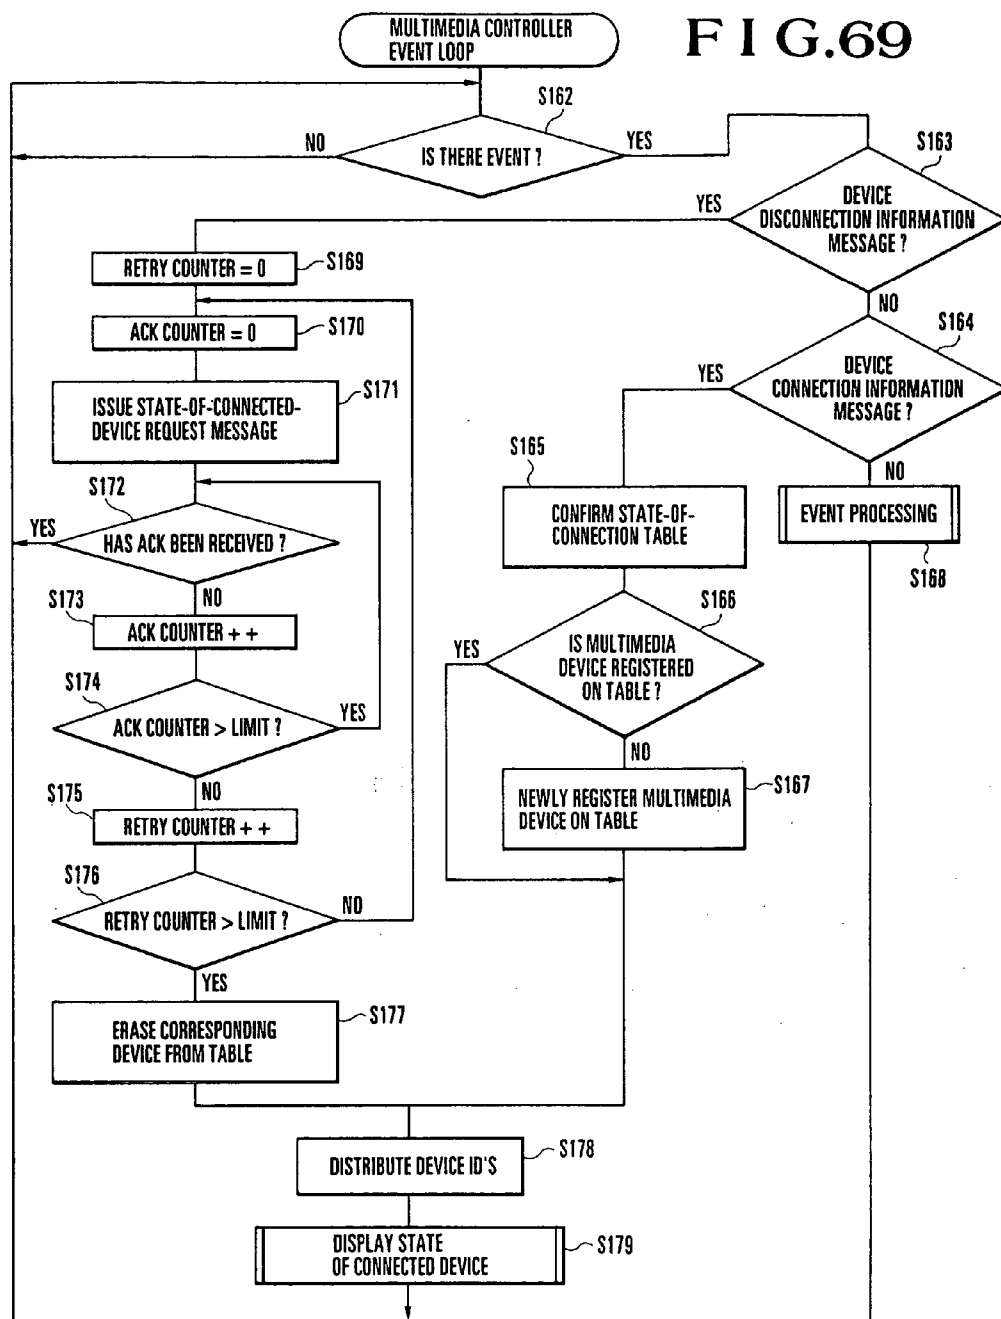 MULTIMEDIA CONTROLLER
EVENT LOOP
FIG.69
S162
NO
IS THERE EVENT ?
YES
S163
DEVICE
DISCONNECTION INFORMATION
MESSAGE ?
YES
NO
RETRY COUNTER = 0
S169
ACK COUNTER = 0
S170
S164
DEVICE
CONNECTION INFORMATION
MESSAGE ?
YES
NO
ISSUE STATE-OF-CONNECTED-
DEVICE REQUEST MESSAGE
S171
S165
CONFIRM STATE-OF-
CONNECTION TABLE
EVENT PROCESSING
S168
S172
YES
HAS ACK BEEN RECEIVED ?
NO
S173
ACK COUNTER + +
S166
YES
IS MULTIMEDIA
DEVICE REGISTERED
ON TABLE ?
NO
S174
ACK COUNTER > LIMIT ?
YES
NO
S175
RETRY COUNTER + +
S167
NEWLY REGISTER MULTIMEDIA
DEVICE ON TABLE
S176
RETRY COUNTER > LIMIT ?
NO
YES
ERASE CORRESPONDING
DEVICE FROM TABLE
S177
DISTRIBUTE DEVICE ID'S
S178
DISPLAY STATE
OF CONNECTED DEVICE
S179